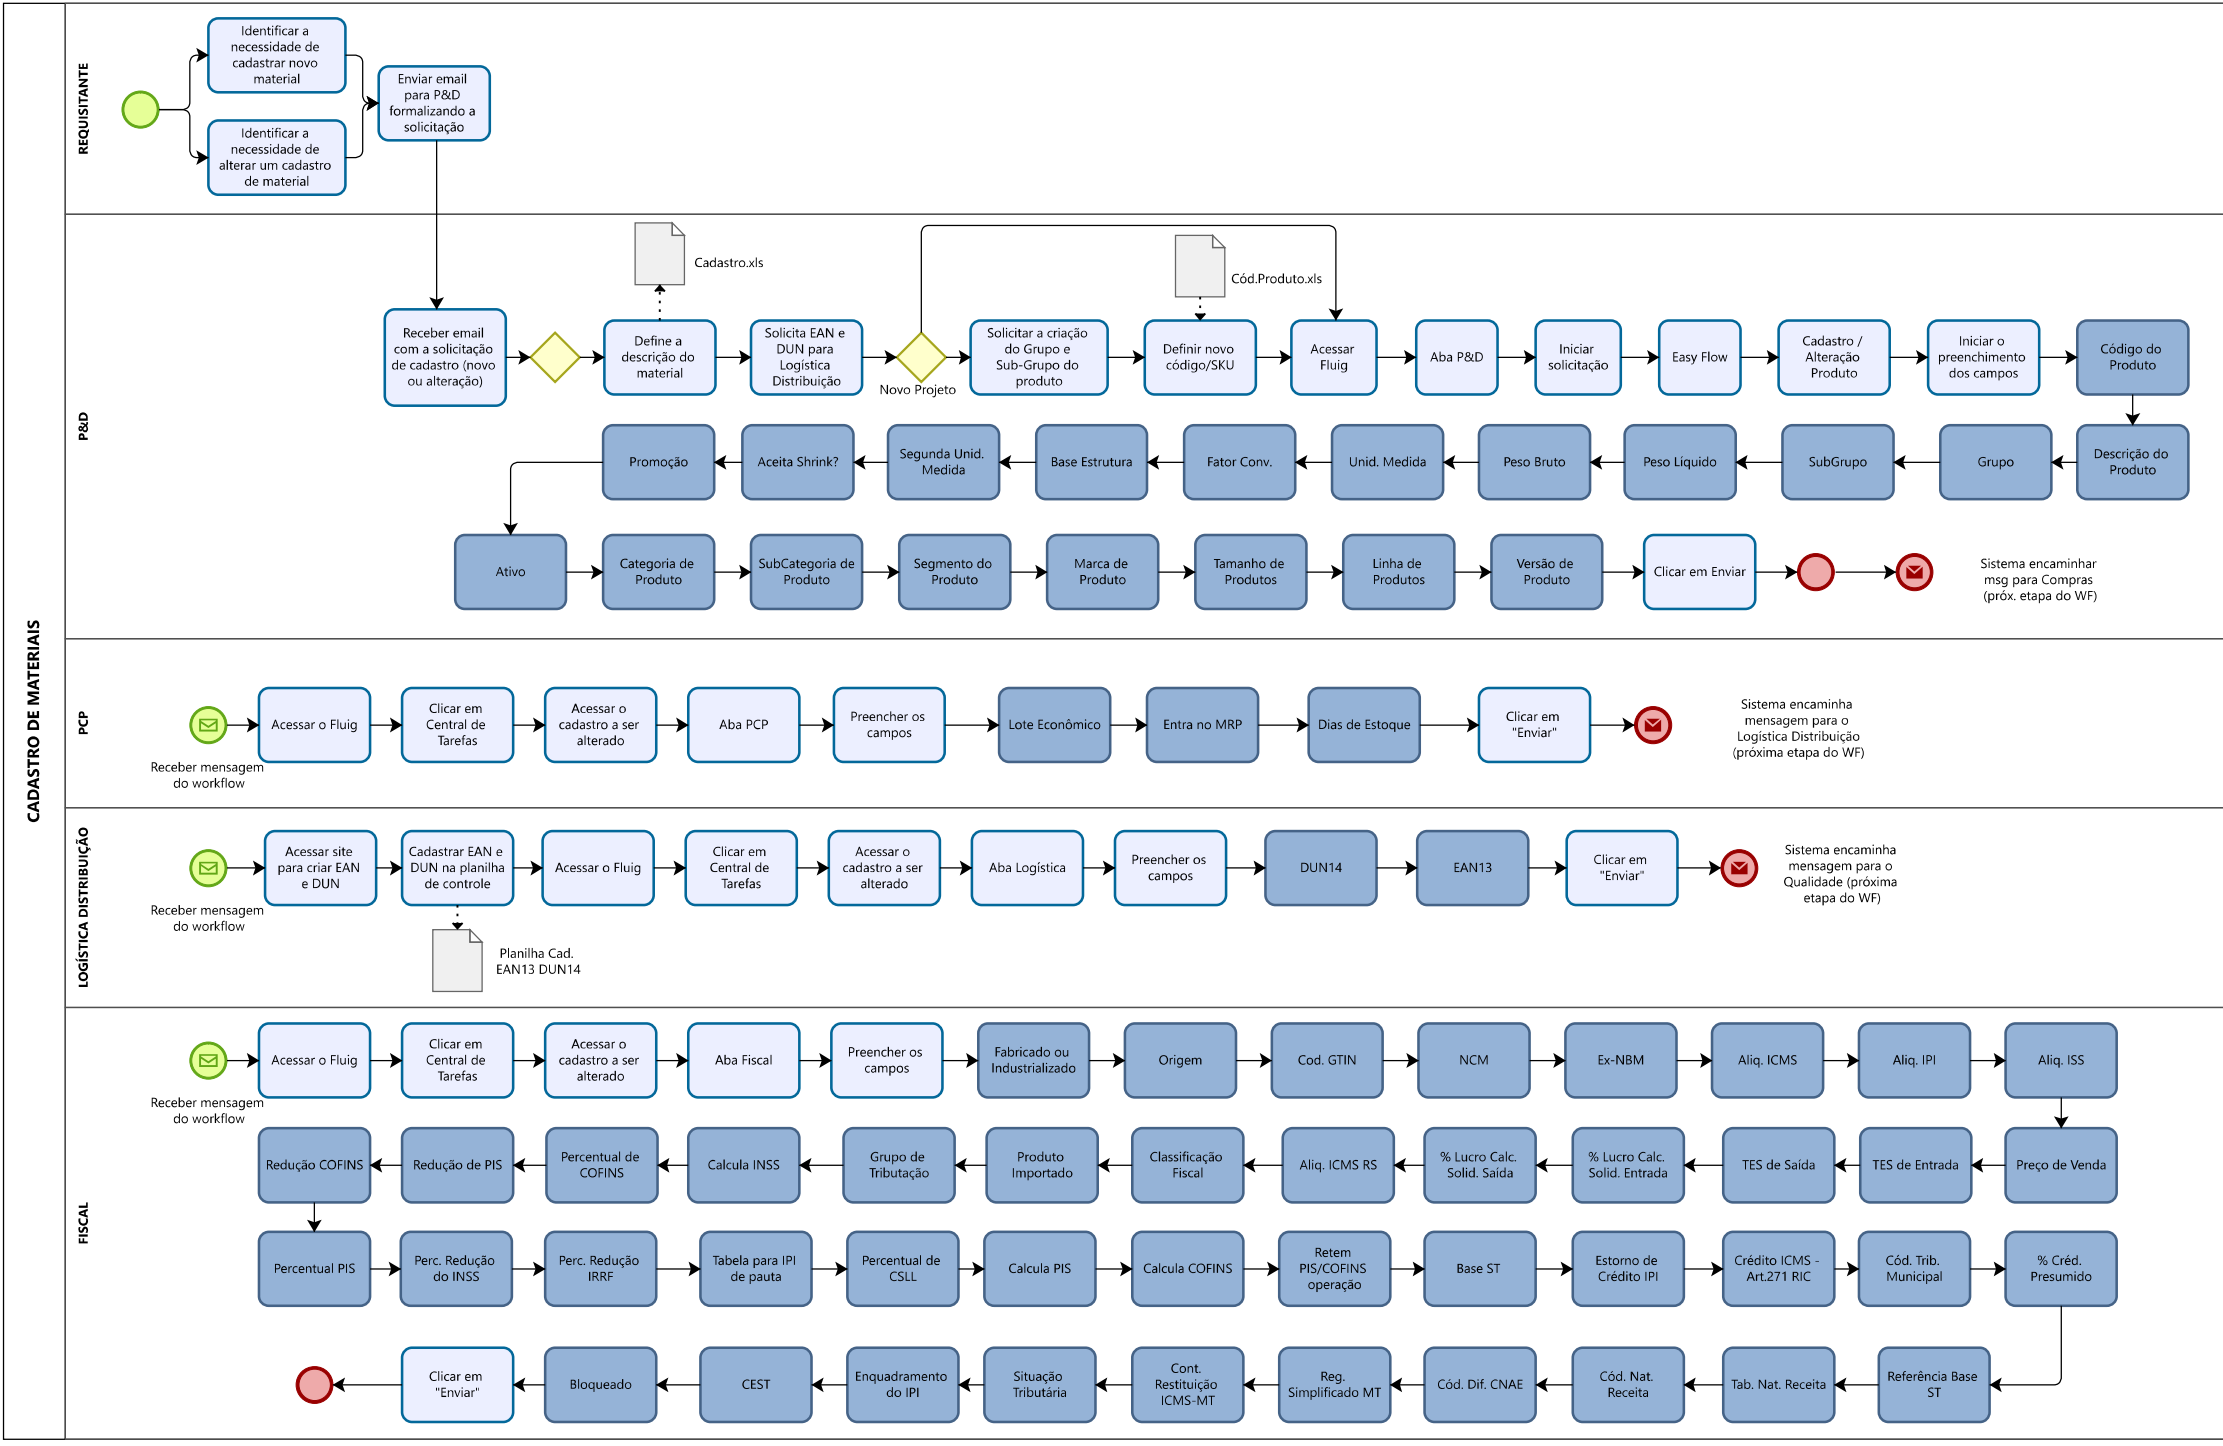 CADASTRO DE MATERIAIS
REQUISITANTE
Identificar a
necessidade de
cadastrar novo
material
Identificar a
necessidade de
alterar um cadastro
de material
Enviar email
para P&D
formalizando a
solicitação
P&D
Cadastro.xls
Cód.Produto.xls
Receber email
com a solicitação
de cadastro (novo
ou alteração)
Define a
descrição do
material
Solicita EAN e
DUN para
Logística
Distribuição
Novo Projeto
Solicitar a criação
do Grupo e
Sub-Grupo do
produto
Definir novo
código/SKU
Acessar
Fluig
Aba P&D
Iniciar
solicitação
Easy Flow
Cadastro /
Alteração
Produto
Iniciar o
preenchimento
dos campos
Código do
Produto
Descrição do
Produto
Grupo
SubGrupo
Peso Líquido
Peso Bruto
Unid. Medida
Fator Conv.
Base Estrutura
Segunda Unid.
Medida
Aceita Shrink?
Promoção
Ativo
Categoria de
Produto
SubCategoria de
Produto
Segmento do
Produto
Marca de
Produto
Tamanho de
Produtos
Linha de
Produtos
Versão de
Produto
Clicar em Enviar
Sistema encaminhar
msg para Compras
(próx. etapa do WF)
PCP
Receber mensagem
do workflow
Acessar o Fluig
Clicar em
Central de
Tarefas
Acessar o
cadastro a ser
alterado
Aba PCP
Preencher os
campos
Lote Econômico
Entra no MRP
Dias de Estoque
Clicar em
"Enviar"
Sistema encaminha
mensagem para o
Logística Distribuição
(próxima etapa do WF)
LOGÍSTICA DISTRIBUIÇÃO
Receber mensagem
do workflow
Acessar site
para criar EAN
e DUN
Cadastrar EAN e
DUN na planilha
de controle
Planilha Cad.
EAN13 DUN14
Acessar o Fluig
Clicar em
Central de
Tarefas
Acessar o
cadastro a ser
alterado
Aba Logística
Preencher os
campos
DUN14
EAN13
Clicar em
"Enviar"
Sistema encaminha
mensagem para o
Qualidade (próxima
etapa do WF)
FISCAL
Receber mensagem
do workflow
Acessar o Fluig
Clicar em
Central de
Tarefas
Acessar o
cadastro a ser
alterado
Aba Fiscal
Preencher os
campos
Fabricado ou
Industrializado
Origem
Cod. GTIN
NCM
Ex-NBM
Aliq. ICMS
Aliq. IPI
Aliq. ISS
Preço de Venda
TES de Entrada
TES de Saída
% Lucro Calc.
Solid. Entrada
% Lucro Calc.
Solid. Saída
Aliq. ICMS RS
Classificação
Fiscal
Produto
Importado
Grupo de
Tributação
Calcula INSS
Percentual de
COFINS
Redução de PIS
Redução COFINS
Percentual PIS
Perc. Redução
do INSS
Perc. Redução
IRRF
Tabela para IPI
de pauta
Percentual de
CSLL
Calcula PIS
Calcula COFINS
Retem
PIS/COFINS
operação
Base ST
Estorno de
Crédito IPI
Crédito ICMS -
Art.271 RIC
Cód. Trib.
Municipal
% Créd.
Presumido
Referência Base
ST
Tab. Nat. Receita
Cód. Nat.
Receita
Cód. Dif. CNAE
Reg.
Simplificado MT
Cont.
Restituição
ICMS-MT
Situação
Tributária
Enquadramento
do IPI
CEST
Bloqueado
Clicar em
"Enviar"